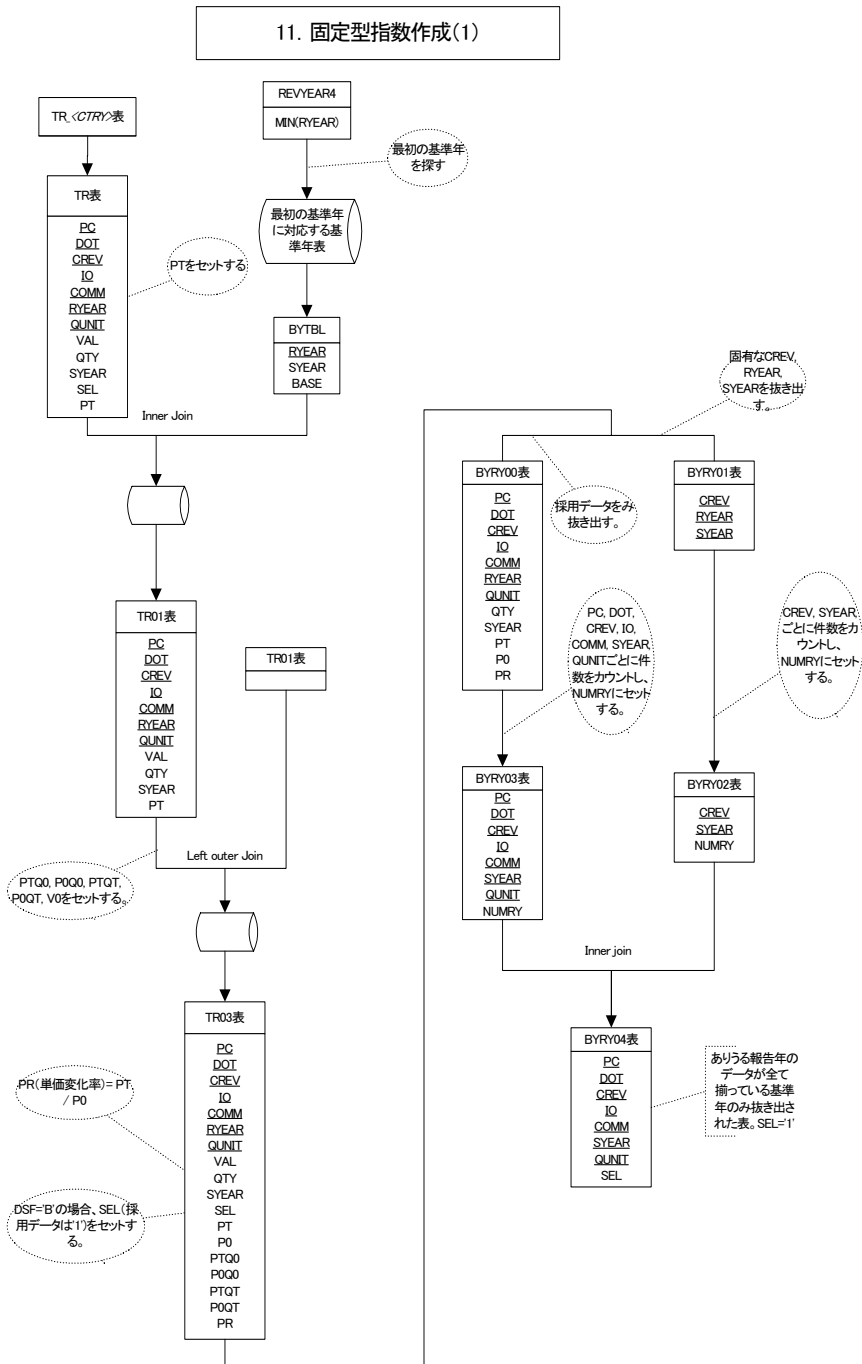 11. 固定型指数作成(1)
TR_<CTRY>表
TR表
PC
DOT
CREV
IO
COMM
RYEAR
QUNIT
VAL
QTY
SYEAR
SEL
PT
PTをセットする
REVYEAR4
MIN(RYEAR)
最初の基準年
を探す
最初の基準年
に対応する基
準年表
BYTBL
RYEAR
SYEAR
BASE
Inner Join
TR01表
PC
DOT
CREV
IO
COMM
RYEAR
QUNIT
VAL
QTY
SYEAR
PT
TR01表
Left outer Join
PTQ0, P0Q0, PTQT,
P0QT, V0をセットする。
TR03表
PC
DOT
CREV
IO
COMM
RYEAR
QUNIT
VAL
QTY
SYEAR
SEL
PT
P0
PTQ0
P0Q0
PTQT
P0QT
PR
PR(単価変化率)= PT
/ P0
DSF='B'の場合、SEL(採
用データは'1')をセットす
る。
固有なCREV,
RYEAR,
SYEARを抜き出
す。
採用データをみ
抜き出す。
BYRY00表
PC
DOT
CREV
IO
COMM
RYEAR
QUNIT
QTY
SYEAR
PT
P0
PR
BYRY01表
CREV
RYEAR
SYEAR
PC, DOT,
CREV, IO,
COMM, SYEAR,
QUNITごとに件
数をカウントし、
NUMRYにセット
する。
CREV, SYEAR,
ごとに件数をカ
ウントし、
NUMRYにセット
する。
BYRY03表
PC
DOT
CREV
IO
COMM
SYEAR
QUNIT
NUMRY
BYRY02表
CREV
SYEAR
NUMRY
Inner join
BYRY04表
PC
DOT
CREV
IO
COMM
SYEAR
QUNIT
SEL
ありうる報告年の
データが全て
揃っている基準
年のみ抜き出さ
れた表。SEL='1'